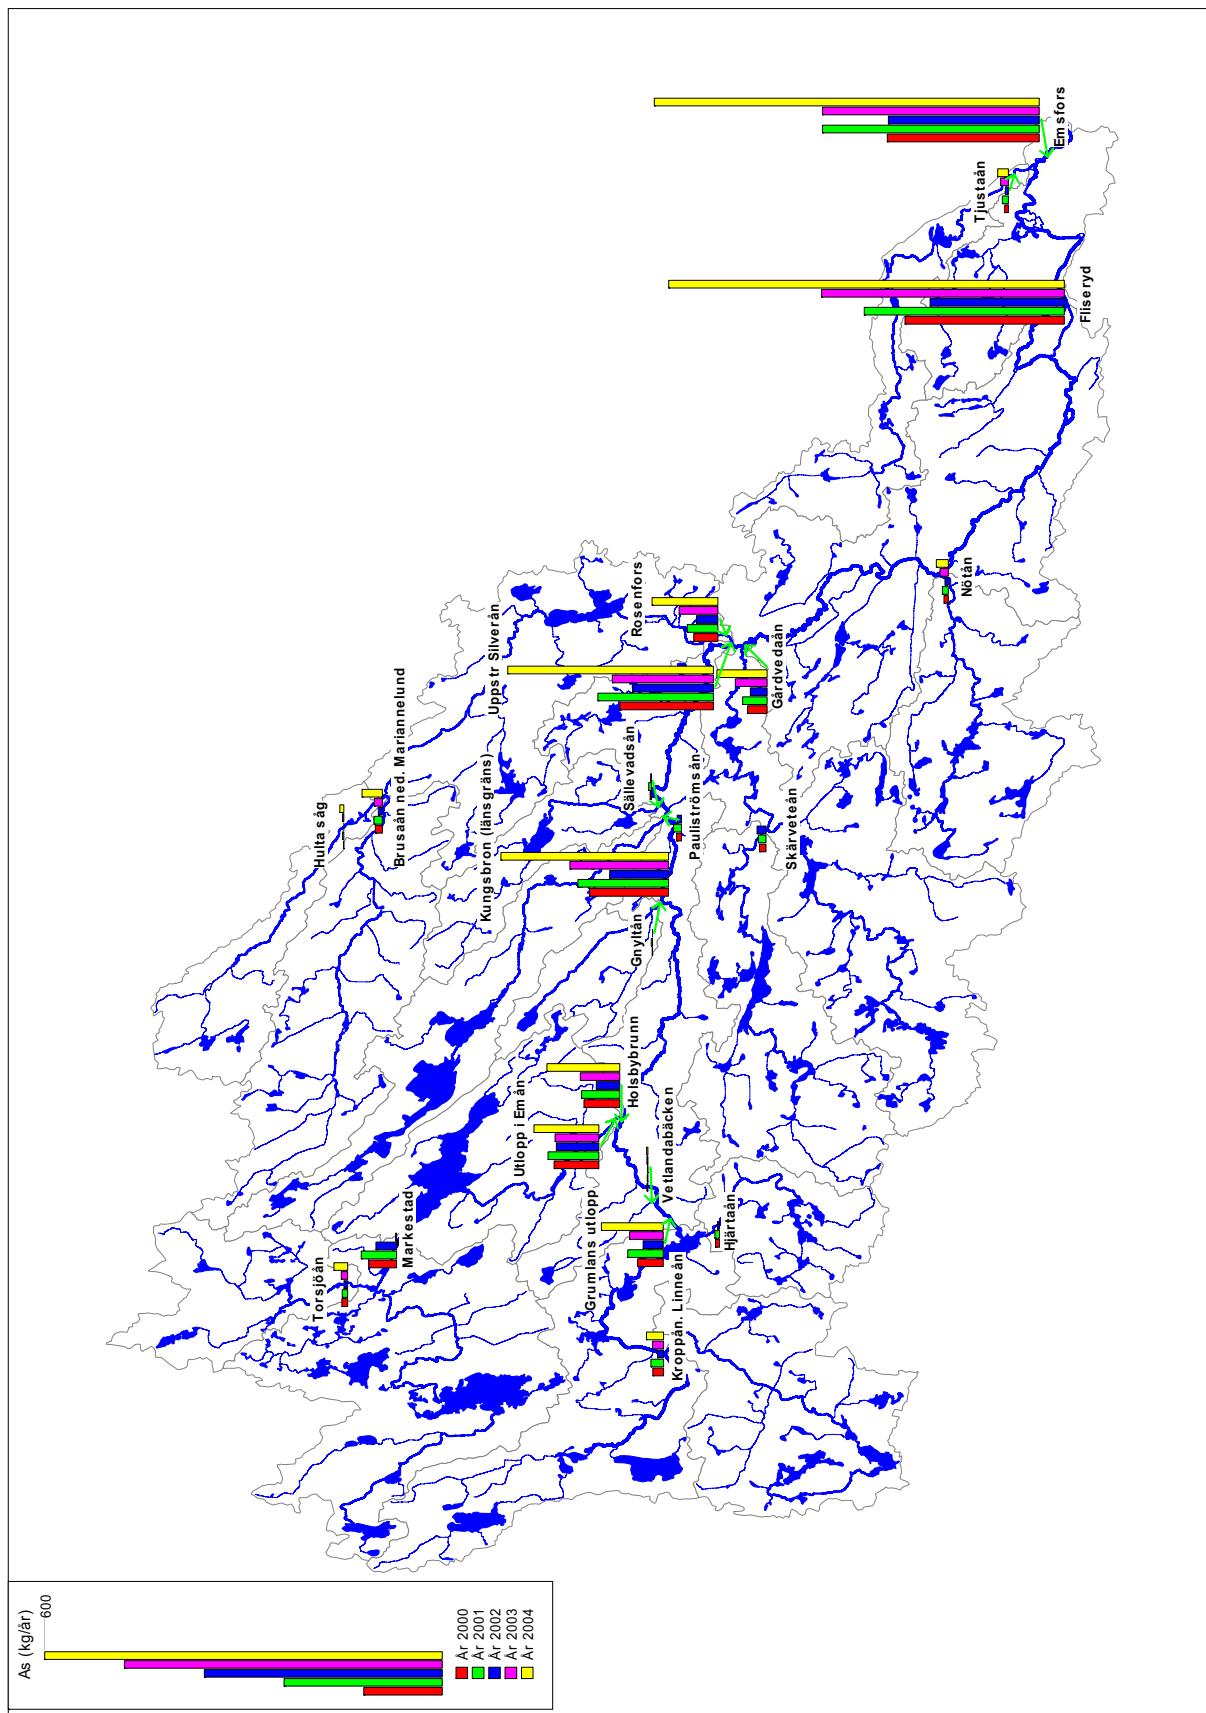 Emsfors
Tjustaån
Fliseryd
Nötån
Rosenfors
Uppstr Silverån
Gårdvedaån
Brusaån ned. Mariannelund
Hulta såg
Sällevadsån
Pauliströmsån
Skärveteån
Kungsbron (länsgräns)
Gnyltån
Holsbybrunn
Utlopp i Emån
Vetlandabäcken
Grumlans utlopp
Hjärtaån
Markestad
Torsjöån
Kroppån. Linneån
As (kg/år)
600
År 2000
År 2001
År 2002
År 2003
År 2004